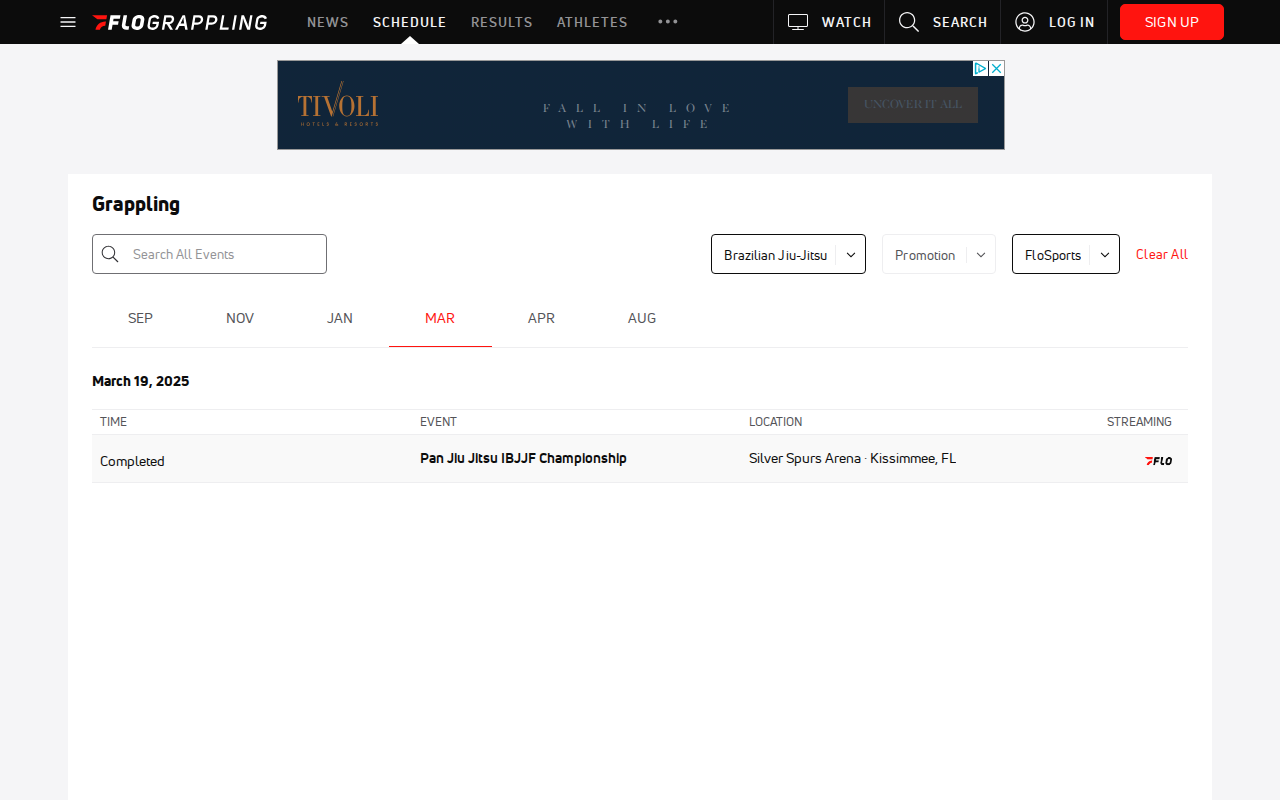 FLOGRAPPLING NEWS SCHEDULE RESULTS ATHLETES ••• WATCH SEARCH LOG IN SIGN UP
TIVOLI
HOTELS & RESORTS
FALL IN LOVE
WITH LIFE
UNCOVER IT ALL
Grappling
Search All Events Brazilian Jiu-Jitsu Promotion FloSports Clear All
SEP NOV JAN MAR APR AUG
March 19, 2025
TIME EVENT LOCATION STREAMING
Completed Pan Jiu Jitsu IBJJF Championship Silver Spurs Arena · Kissimmee, FL FLO